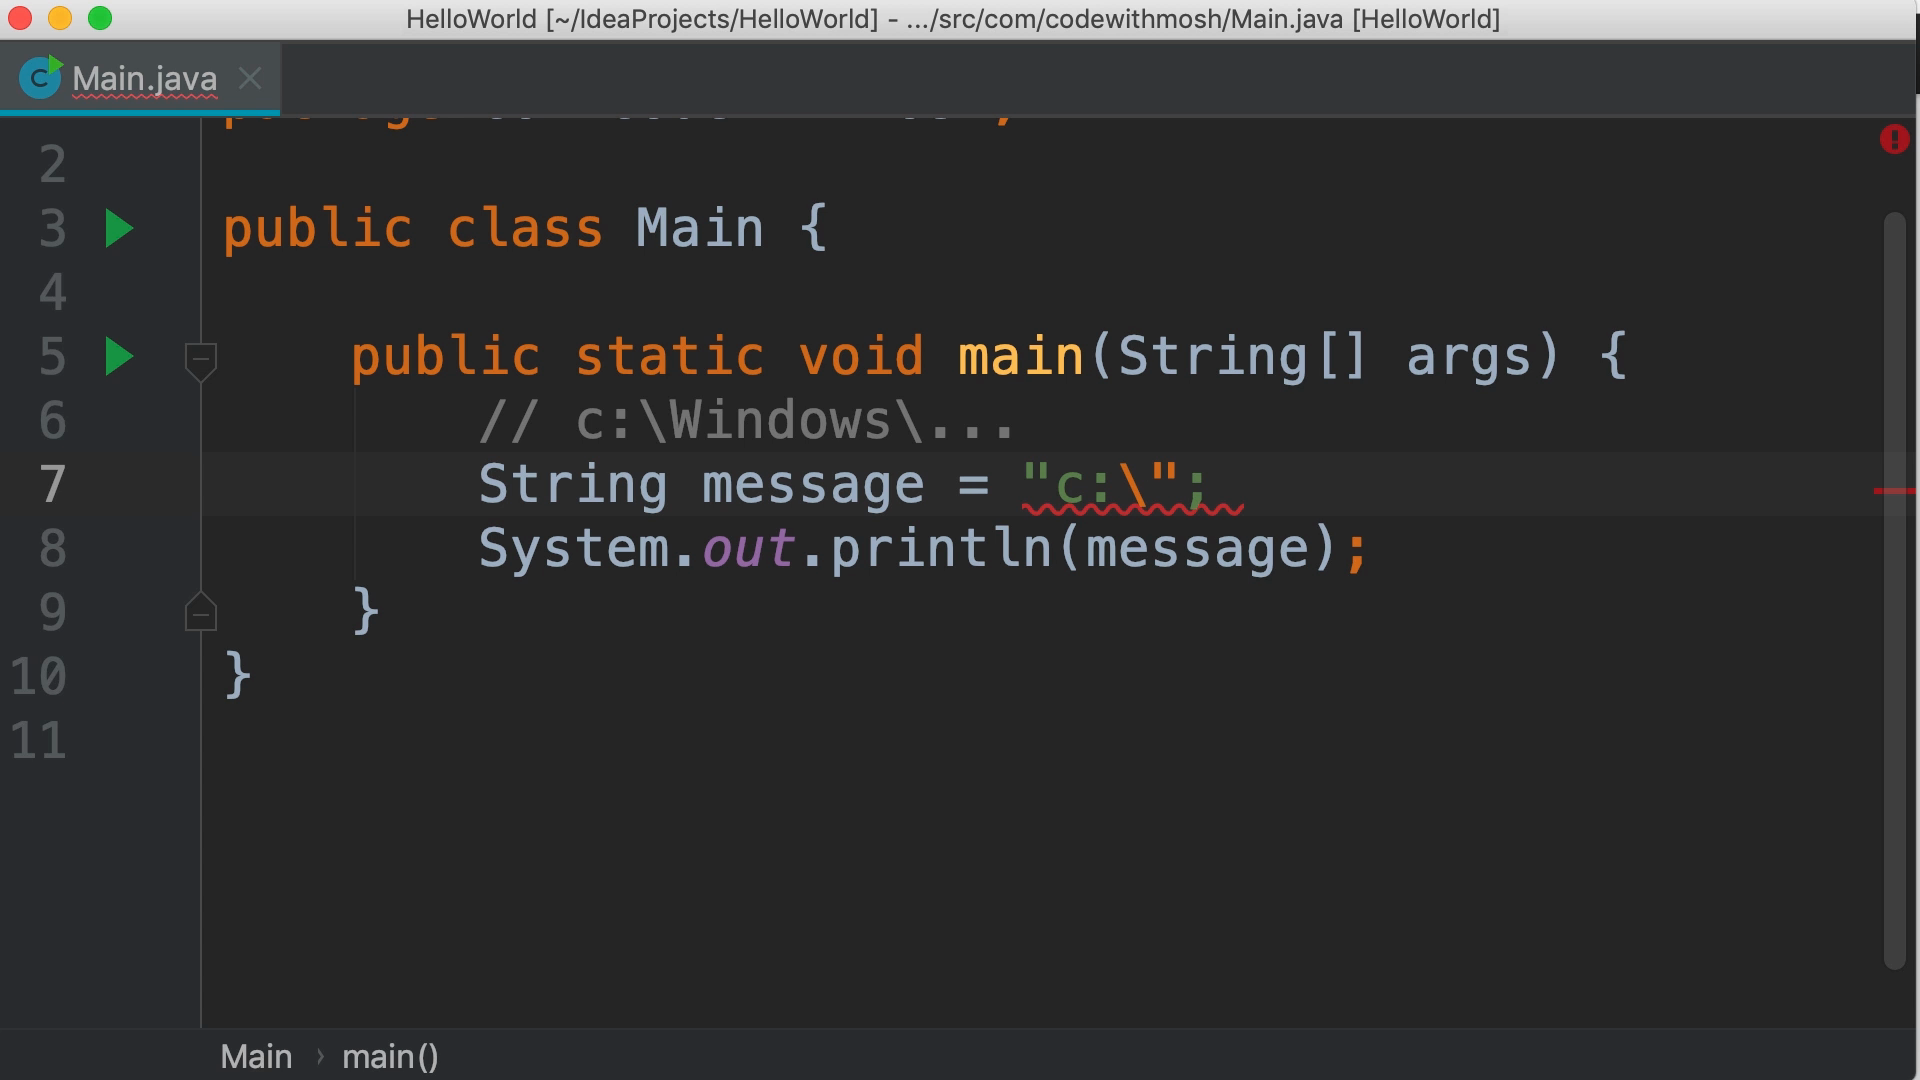 HelloWorld [~/IdeaProjects/HelloWorld] - .../src/com/codewithmosh/Main.java [HelloWorld]
Main.java
2
3 public class Main {
4
5 public static void main(String[] args) {
6 // c:\Windows\...
7 String message = "c:\";
8 System.out.println(message);
9 }
10 }
11
Main › main()